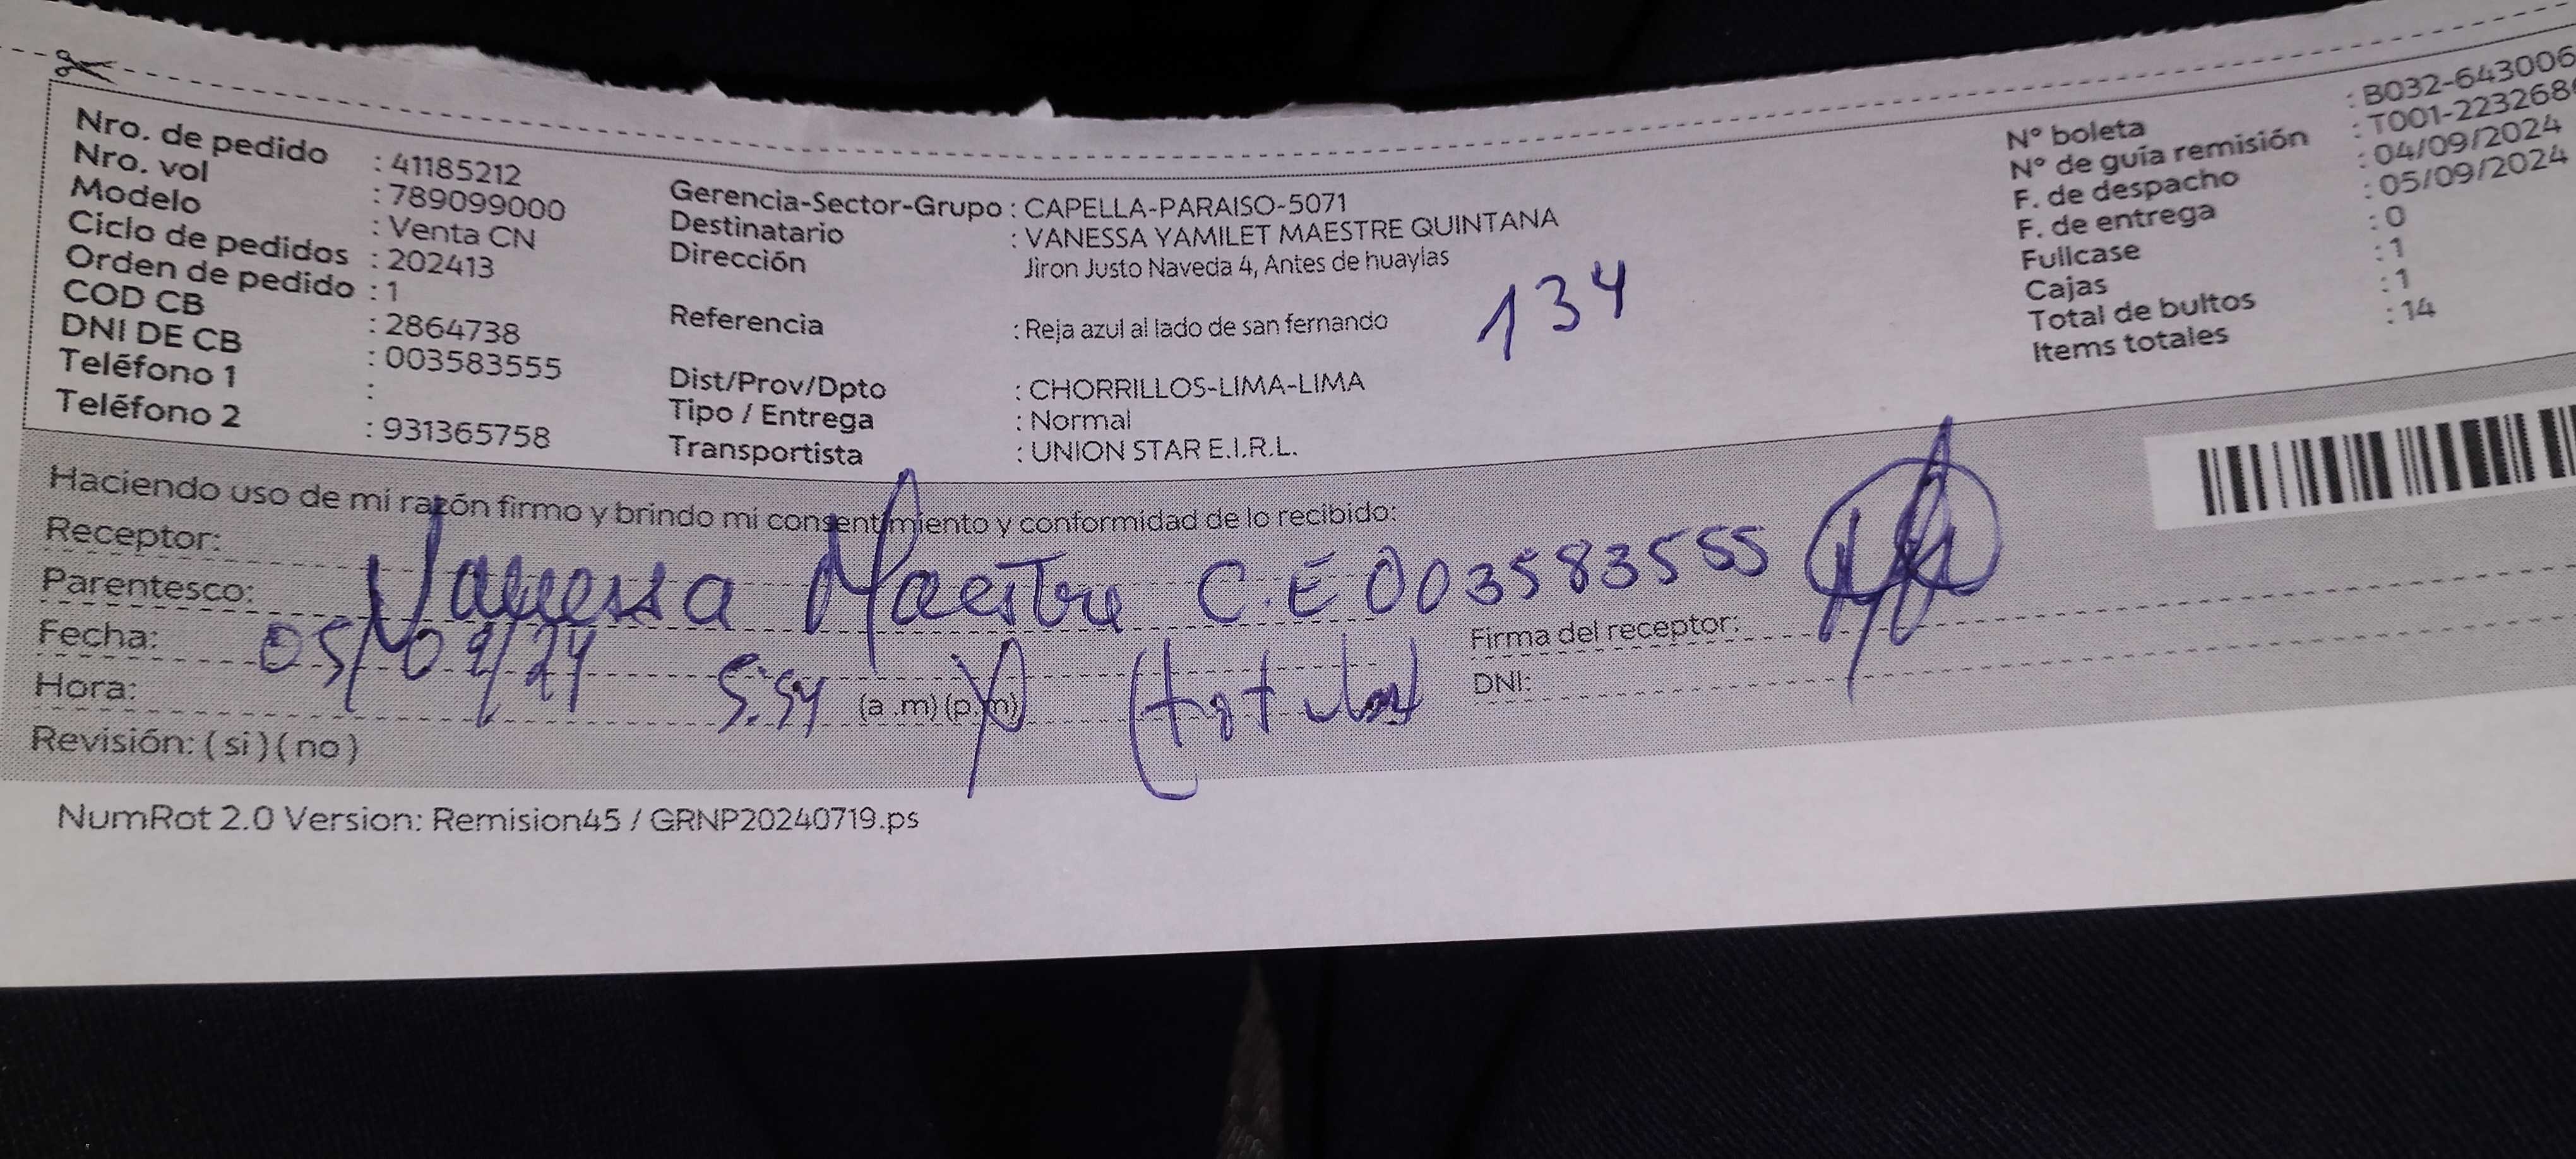 Nro. de pedido : 41185212
Nro. vol : 789099000
Modelo : Venta CN
Ciclo de pedidos : 202413
Orden de pedido : 1
COD CB : 2864738
DNI DE CB : 003583555
Teléfono 1 :
Teléfono 2 : 931365758
Gerencia-Sector-Grupo : CAPELLA-PARAISO-5071
Destinatario : VANESSA YAMILET MAESTRE QUINTANA
Dirección Jiron Justo Naveda 4, Antes de huaylas
134
Referencia : Reja azul al lado de san fernando
Dist/Prov/Dpto : CHORRILLOS-LIMA-LIMA
Tipo / Entrega : Normal
Transportista : UNION STAR E.I.R.L.
N° boleta : B032-643006
N° de guía remisión : T001-223268
F. de despacho : 04/09/2024
F. de entrega : 05/09/2024
Fullcase : 0
Cajas : 1
Total de bultos : 1
Items totales : 14
Haciendo uso de mi razón firmo y brindo mi consentimiento y conformidad de lo recibido:
Receptor: Vanessa Maestre C.E 003583555
Parentesco:
Fecha: 05/09/24
Firma del receptor:
Hora: 5:54 (a .m) (p. m) (titular)
DNI:
Revisión: ( si ) ( no )
NumRot 2.0 Version: Remision45 / GRNP20240719.ps